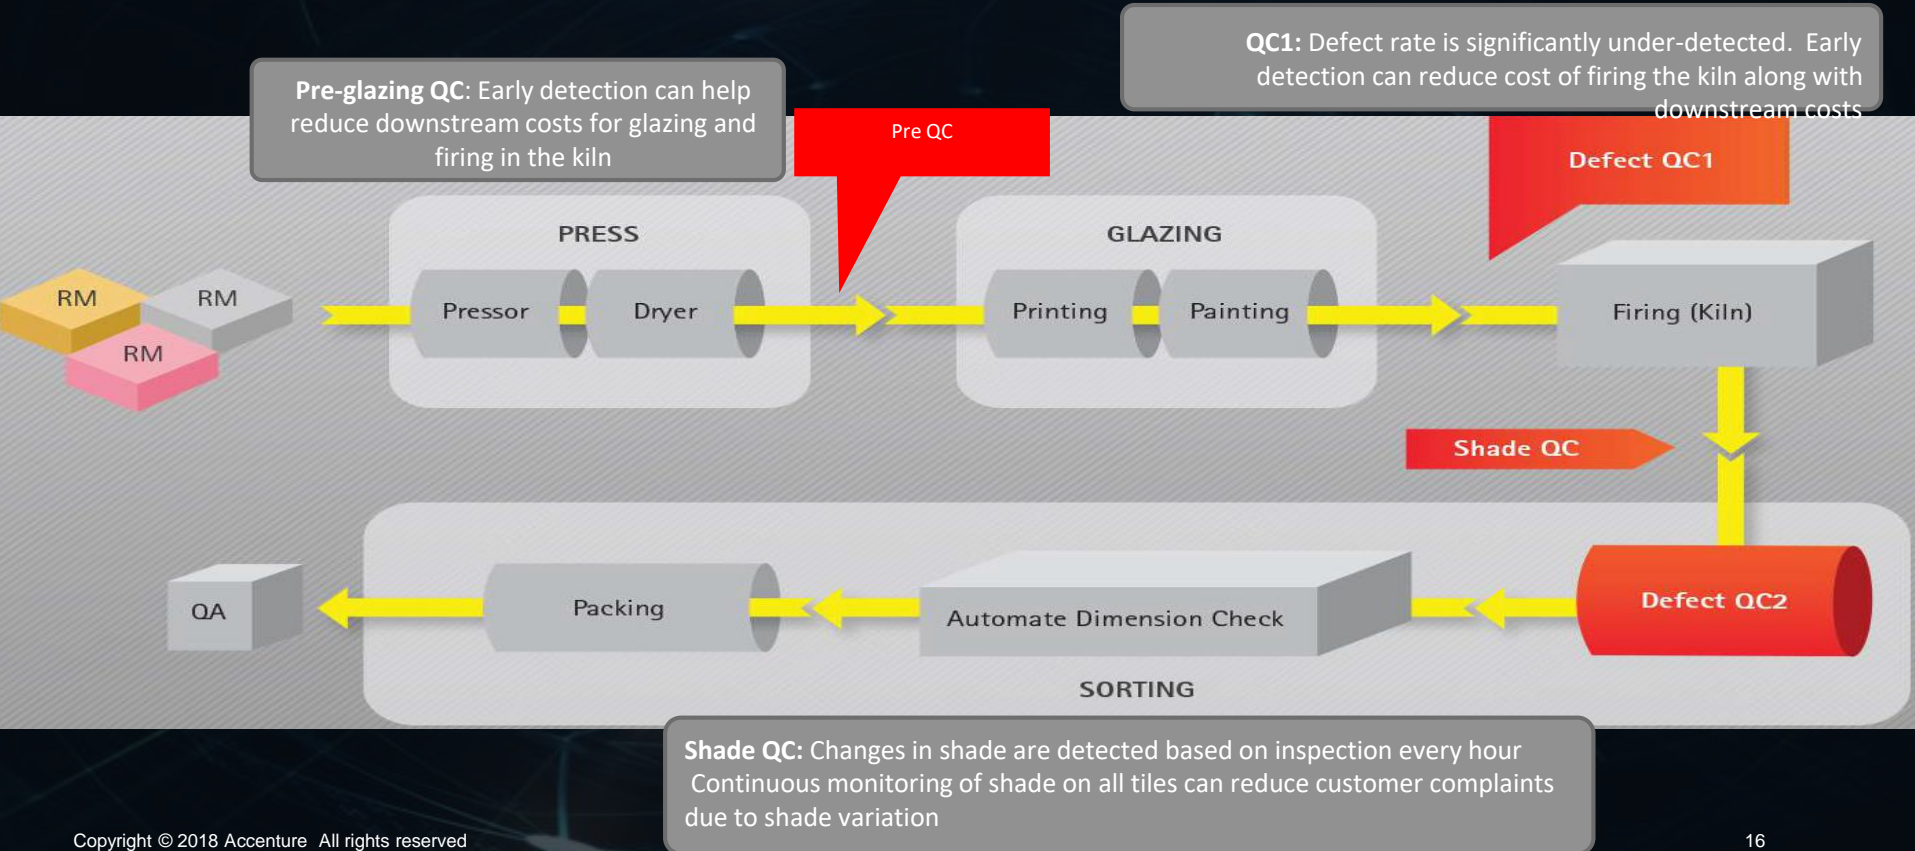 QC1: Defect rate is significantly under-detected.  Early
detection can reduce cost of firing the kiln along with
downstream costs
Pre-glazing QC: Early detection can help
reduce downstream costs for glazing and
firing in the kiln
Pre QC
Defect QC1
PRESS
GLAZING
RM
RM
RM
Pressor
Dryer
Printing
Painting
Firing (Kiln)
Shade QC
QA
Packing
Automate Dimension Check
Defect QC2
SORTING
Shade QC: Changes in shade are detected based on inspection every hour
Continuous monitoring of shade on all tiles can reduce customer complaints
due to shade variation
Copyright © 2018 Accenture  All rights reserved
16